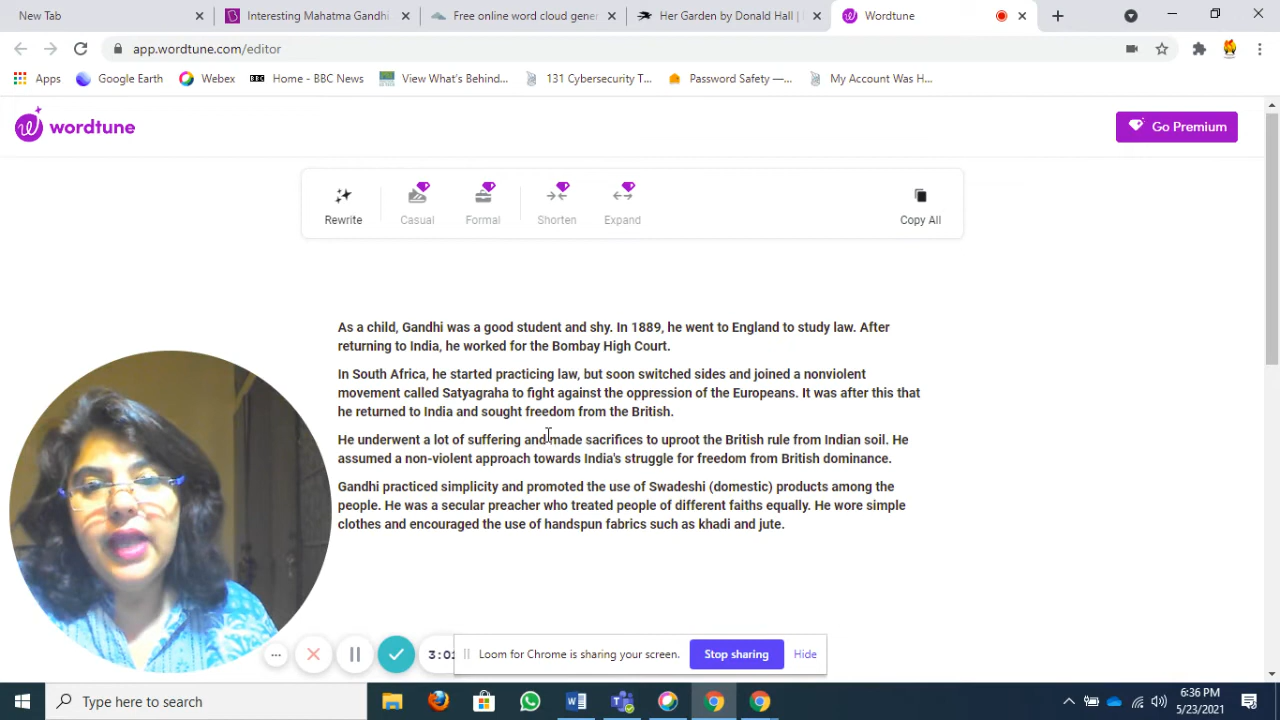 New Tab
Interesting Mahatma Gandhi
Free online word cloud gener
Her Garden by Donald Hall |
Wordtune
app.wordtune.com/editor
Apps
Google Earth
Webex
BBC
Home - BBC News
View What's Behind...
131 Cybersecurity T...
Password Safety –...
My Account Was H...
wordtune
Go Premium
Rewrite
Casual
Formal
Shorten
Expand
Copy All
As a child, Gandhi was a good student and shy. In 1889, he went to England to study law. After
returning to India, he worked for the Bombay High Court.
In South Africa, he started practicing law, but soon switched sides and joined a nonviolent
movement called Satyagraha to fight against the oppression of the Europeans. It was after this that
he returned to India and sought freedom from the British.
He underwent a lot of suffering and made sacrifices to uproot the British rule from Indian soil. He
assumed a non-violent approach towards India's struggle for freedom from British dominance.
Gandhi practiced simplicity and promoted the use of Swadeshi (domestic) products among the
people. He was a secular preacher who treated people of different faiths equally. He wore simple
clothes and encouraged the use of handspun fabrics such as khadi and jute.
Loom for Chrome is sharing your screen.
Stop sharing
Hide
Type here to search
6:36 PM
5/23/2021